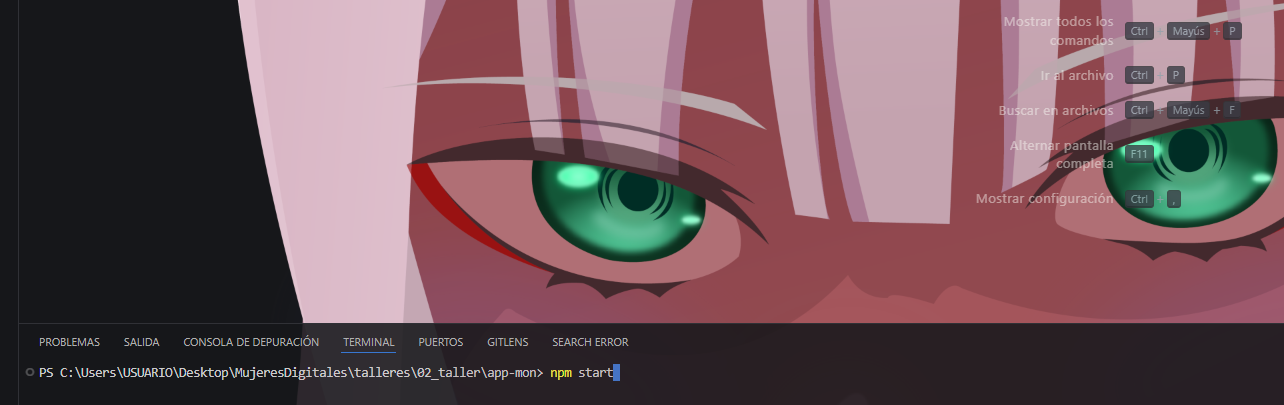 Mostrar todos los
comandos
Ctrl + Mayús + P
Ir al archivo
Ctrl + P
Buscar en archivos
Ctrl + Mayús + F
Alternar pantalla
completa
F11
Mostrar configuración
Ctrl + ,
PROBLEMAS SALIDA CONSOLA DE DEPURACIÓN TERMINAL PUERTOS GITLENS SEARCH ERROR
PS C:\Users\USUARIO\Desktop\MujeresDigitales\talleres\02_taller\app-mon> npm start